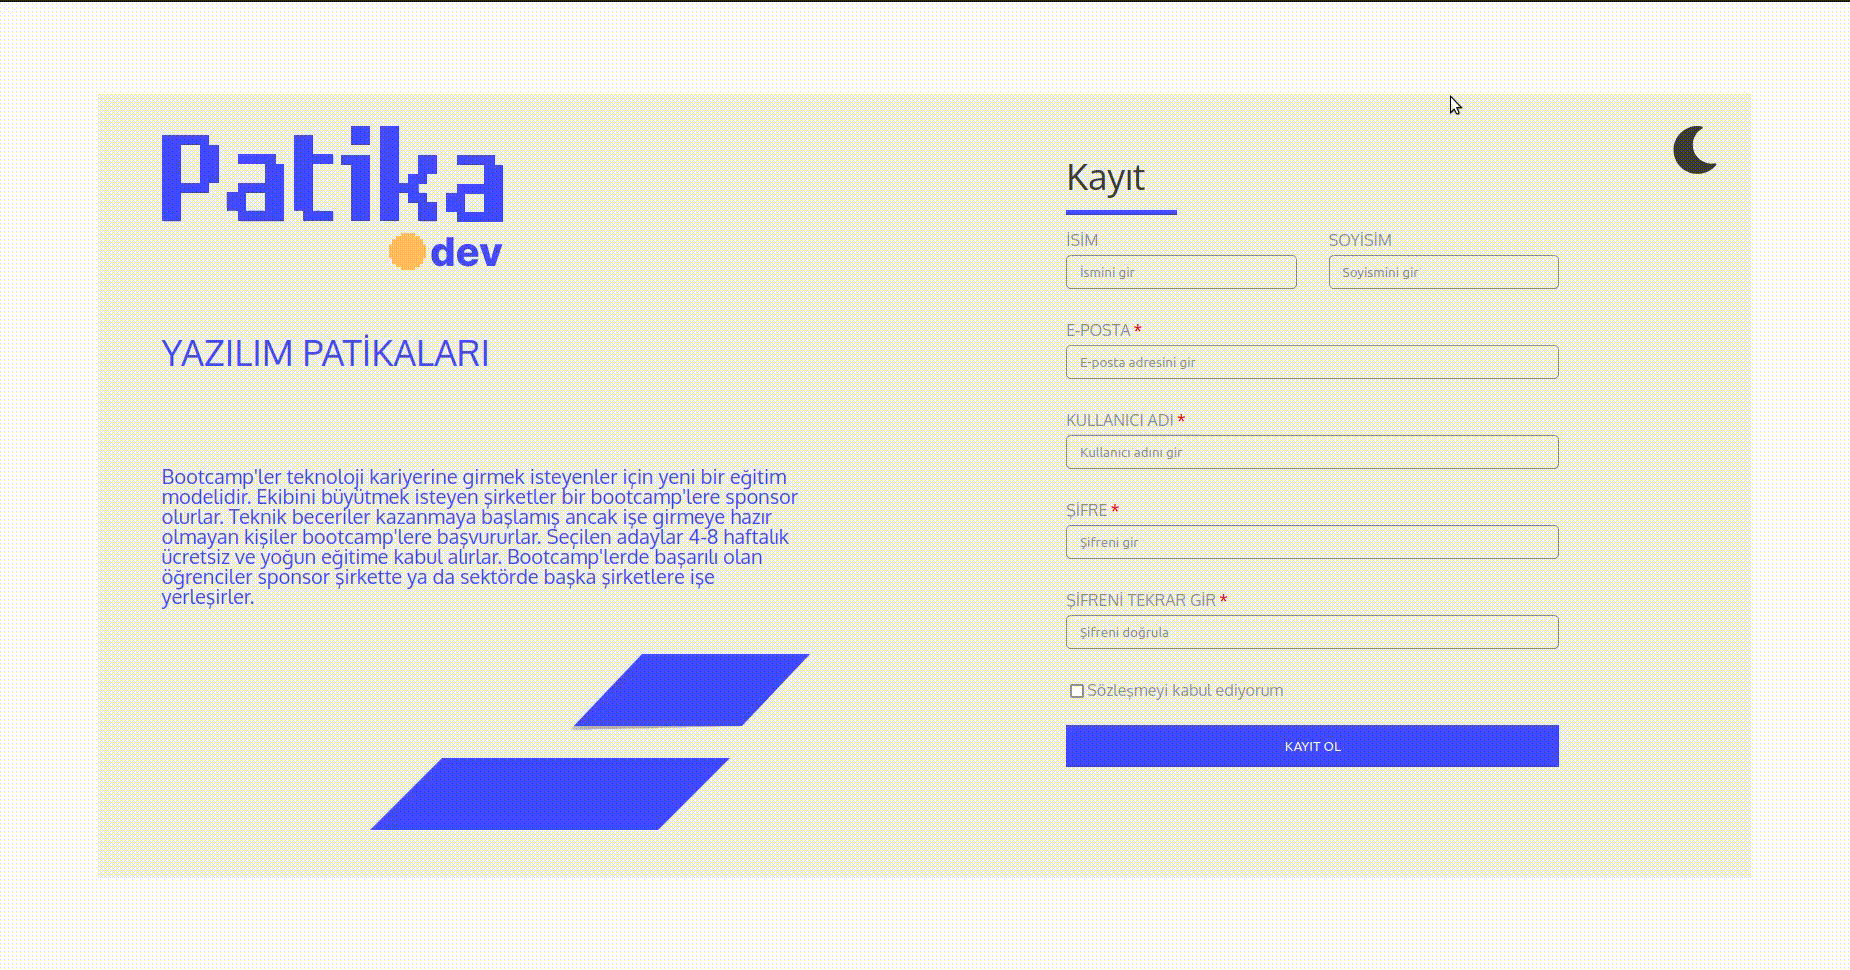 Patika
dev
YAZILIM PATİKALARI
Bootcamp'ler teknoloji kariyerine girmek isteyenler için yeni bir eğitim
modelidir. Ekibini büyütmek isteyen şirketler bir bootcamp'lere sponsor
olurlar. Teknik beceriler kazanmaya başlamış ancak işe girmeye hazır
olmayan kişiler bootcamp'lere başvururlar. Seçilen adaylar 4-8 haftalık
ücretsiz ve yoğun eğitime kabul alırlar. Bootcamp'lerde başarılı olan
öğrenciler sponsor şirkette ya da sektörde başka şirketlere işe
yerleşirler.
Kayıt
İSİM SOYİSİM
İsmini gir Soyismini gir
E-POSTA *
E-posta adresini gir
KULLANICI ADI *
Kullanıcı adını gir
ŞİFRE *
Şifreni gir
ŞİFRENİ TEKRAR GİR *
Şifreni doğrula
Sözleşmeyi kabul ediyorum
KAYIT OL